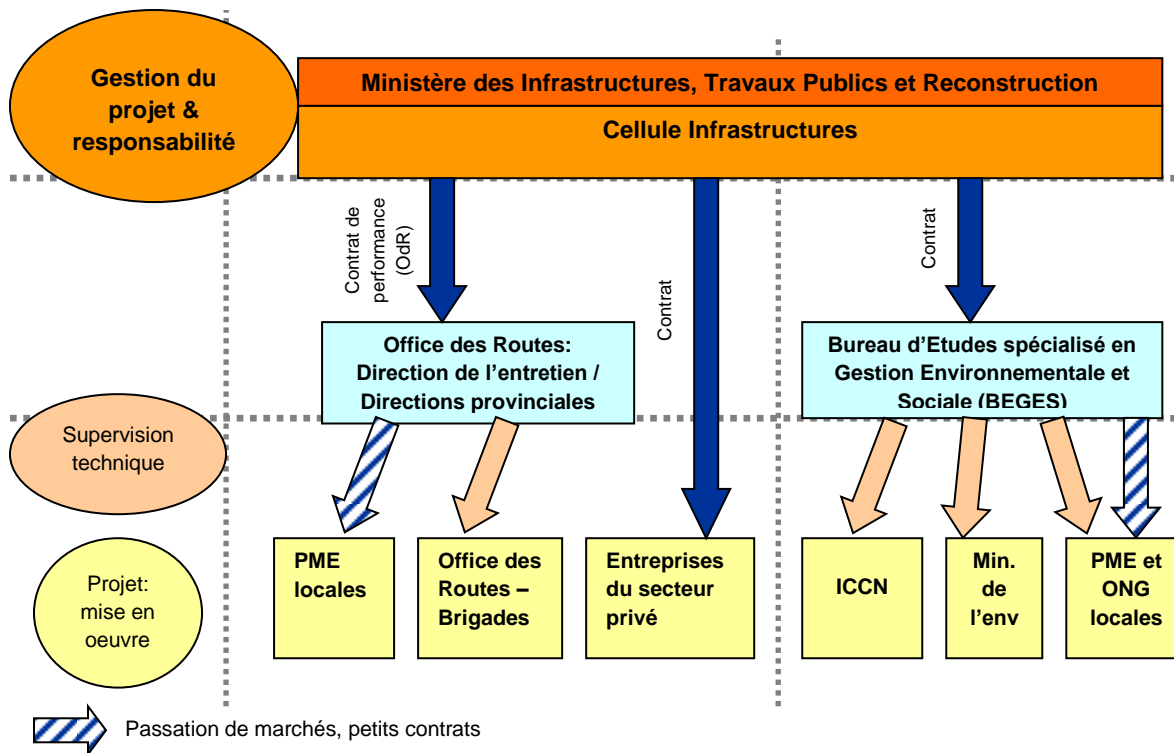 Gestion du
projet &
responsabilité
Ministère des Infrastructures, Travaux Publics et Reconstruction
Cellule Infrastructures
Contrat de
performance
(OdR)
Contrat
Contrat
Office des Routes:
Direction de l’entretien /
Directions provinciales
Bureau d’Etudes spécialisé en
Gestion Environnementale et
Sociale (BEGES)
Supervision
technique
Projet:
mise en
oeuvre
PME
locales
Office des
Routes –
Brigades
Entreprises
du secteur
privé
ICCN
Min.
de
l’env
PME et
ONG
locales
Passation de marchés, petits contrats